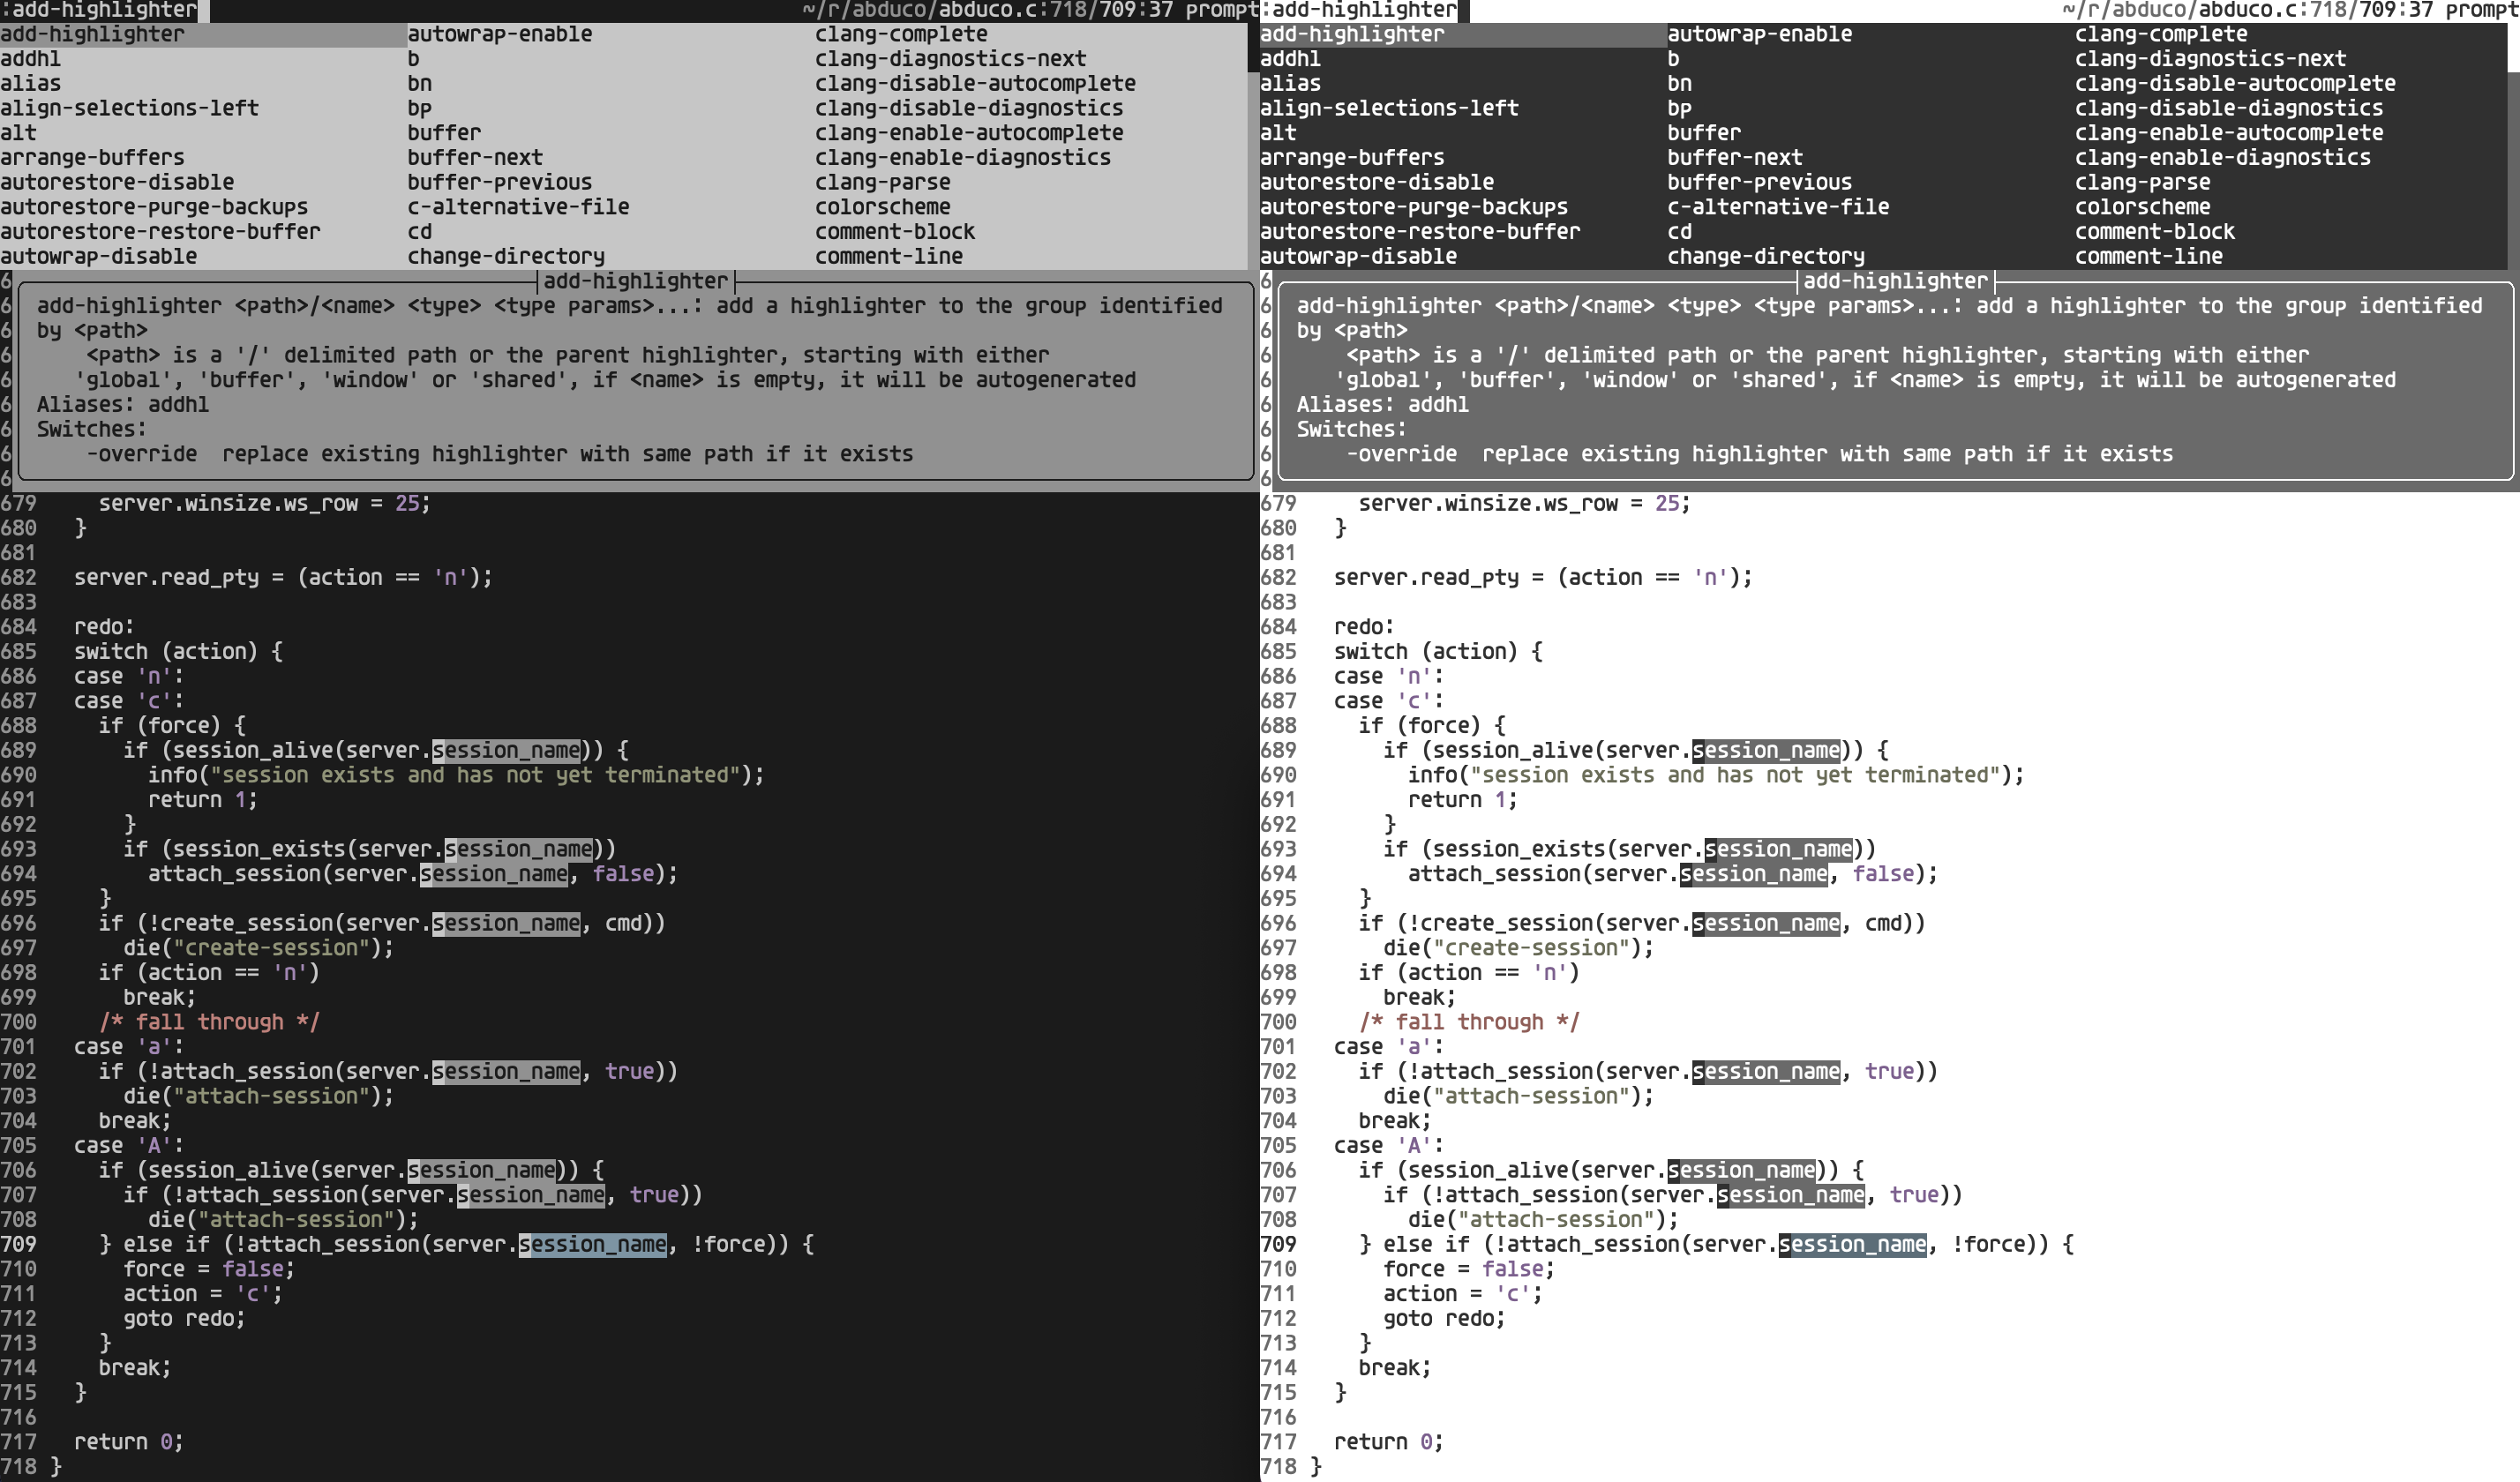 :add-highlighter ~/r/abduco/abduco.c:718/709:37 prompt
add-highlighter autowrap-enable clang-complete
addhl b clang-diagnostics-next
alias bn clang-disable-autocomplete
align-selections-left bp clang-disable-diagnostics
alt buffer clang-enable-autocomplete
arrange-buffers buffer-next clang-enable-diagnostics
autorestore-disable buffer-previous clang-parse
autorestore-purge-backups c-alternative-file colorscheme
autorestore-restore-buffer cd comment-block
autowrap-disable change-directory comment-line
6 add-highlighter
6 add-highlighter <path>/<name> <type> <type params>...: add a highlighter to the group identified
6 by <path>
6     <path> is a '/' delimited path or the parent highlighter, starting with either
6    'global', 'buffer', 'window' or 'shared', if <name> is empty, it will be autogenerated
6 Aliases: addhl
6 Switches:
6     -override  replace existing highlighter with same path if it exists
6
679     server.winsize.ws_row = 25;
680   }
681
682   server.read_pty = (action == 'n');
683
684   redo:
685   switch (action) {
686   case 'n':
687   case 'c':
688     if (force) {
689       if (session_alive(server.session_name)) {
690         info("session exists and has not yet terminated");
691         return 1;
692       }
693       if (session_exists(server.session_name))
694         attach_session(server.session_name, false);
695     }
696     if (!create_session(server.session_name, cmd))
697       die("create-session");
698     if (action == 'n')
699       break;
700     /* fall through */
701   case 'a':
702     if (!attach_session(server.session_name, true))
703       die("attach-session");
704     break;
705   case 'A':
706     if (session_alive(server.session_name)) {
707       if (!attach_session(server.session_name, true))
708         die("attach-session");
709     } else if (!attach_session(server.session_name, !force)) {
710       force = false;
711       action = 'c';
712       goto redo;
713     }
714     break;
715   }
716
717   return 0;
718 }
:add-highlighter ~/r/abduco/abduco.c:718/709:37 prompt
add-highlighter autowrap-enable clang-complete
addhl b clang-diagnostics-next
alias bn clang-disable-autocomplete
align-selections-left bp clang-disable-diagnostics
alt buffer clang-enable-autocomplete
arrange-buffers buffer-next clang-enable-diagnostics
autorestore-disable buffer-previous clang-parse
autorestore-purge-backups c-alternative-file colorscheme
autorestore-restore-buffer cd comment-block
autowrap-disable change-directory comment-line
6 add-highlighter
6 add-highlighter <path>/<name> <type> <type params>...: add a highlighter to the group identified
6 by <path>
6     <path> is a '/' delimited path or the parent highlighter, starting with either
6    'global', 'buffer', 'window' or 'shared', if <name> is empty, it will be autogenerated
6 Aliases: addhl
6 Switches:
6     -override  replace existing highlighter with same path if it exists
6
679     server.winsize.ws_row = 25;
680   }
681
682   server.read_pty = (action == 'n');
683
684   redo:
685   switch (action) {
686   case 'n':
687   case 'c':
688     if (force) {
689       if (session_alive(server.session_name)) {
690         info("session exists and has not yet terminated");
691         return 1;
692       }
693       if (session_exists(server.session_name))
694         attach_session(server.session_name, false);
695     }
696     if (!create_session(server.session_name, cmd))
697       die("create-session");
698     if (action == 'n')
699       break;
700     /* fall through */
701   case 'a':
702     if (!attach_session(server.session_name, true))
703       die("attach-session");
704     break;
705   case 'A':
706     if (session_alive(server.session_name)) {
707       if (!attach_session(server.session_name, true))
708         die("attach-session");
709     } else if (!attach_session(server.session_name, !force)) {
710       force = false;
711       action = 'c';
712       goto redo;
713     }
714     break;
715   }
716
717   return 0;
718 }